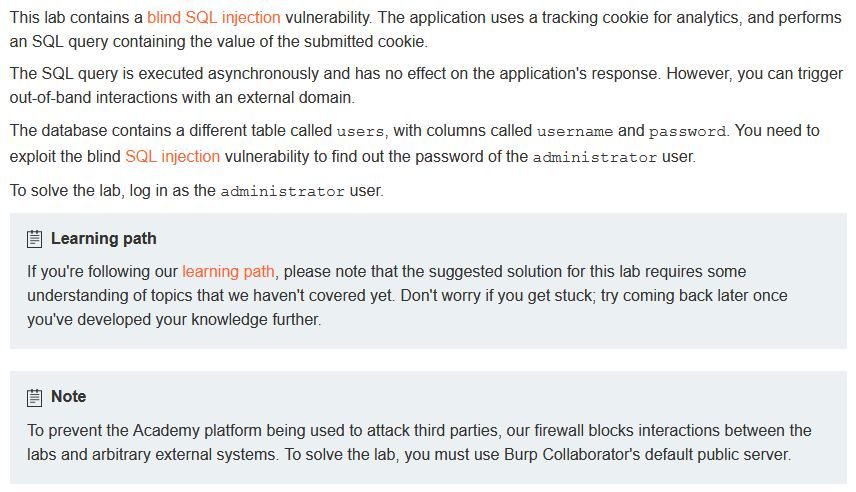 This lab contains a blind SQL injection vulnerability. The application uses a tracking cookie for analytics, and performs
an SQL query containing the value of the submitted cookie.
The SQL query is executed asynchronously and has no effect on the application's response. However, you can trigger
out-of-band interactions with an external domain.
The database contains a different table called users, with columns called username and password. You need to
exploit the blind SQL injection vulnerability to find out the password of the administrator user.
To solve the lab, log in as the administrator user.
Learning path
If you're following our learning path, please note that the suggested solution for this lab requires some
understanding of topics that we haven't covered yet. Don't worry if you get stuck; try coming back later once
you've developed your knowledge further.
Note
To prevent the Academy platform being used to attack third parties, our firewall blocks interactions between the
labs and arbitrary external systems. To solve the lab, you must use Burp Collaborator's default public server.